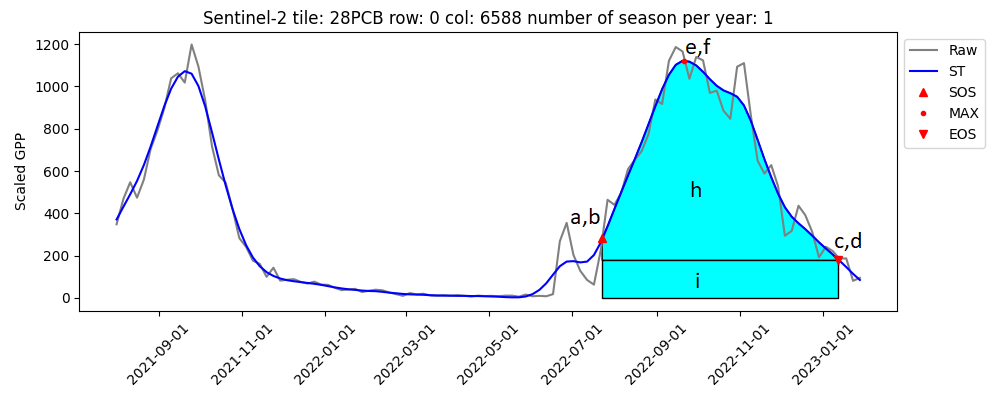 Sentinel-2 tile: 28PCB row: 0 col: 6588 number of season per year: 1
Scaled GPP
1200
1000
800
600
400
200
0
e,f
a,b
h
c,d
i
Raw
ST
SOS
MAX
EOS
2021-09-01
2021-11-01
2022-01-01
2022-03-01
2022-05-01
2022-07-01
2022-09-01
2022-11-01
2023-01-01